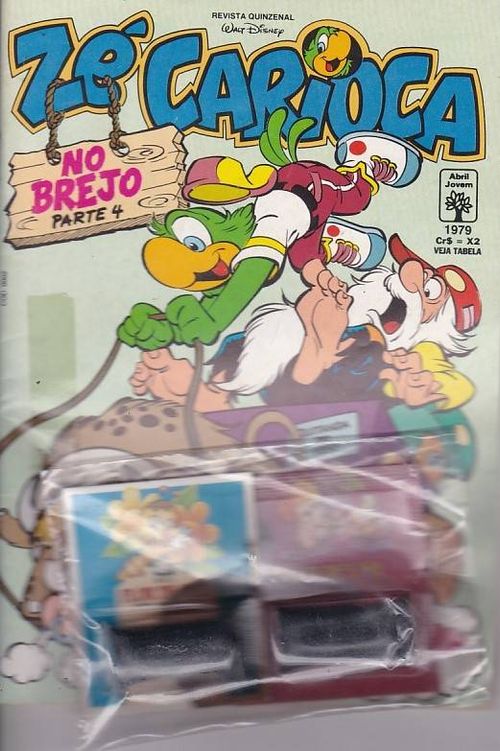 REVISTA QUINZENAL
Walt Disney
Zé CARIOCA
NO
BREJO
PARTE 4
Abril
Jovem
1979
Cr$ = X2
VEJA TABELA